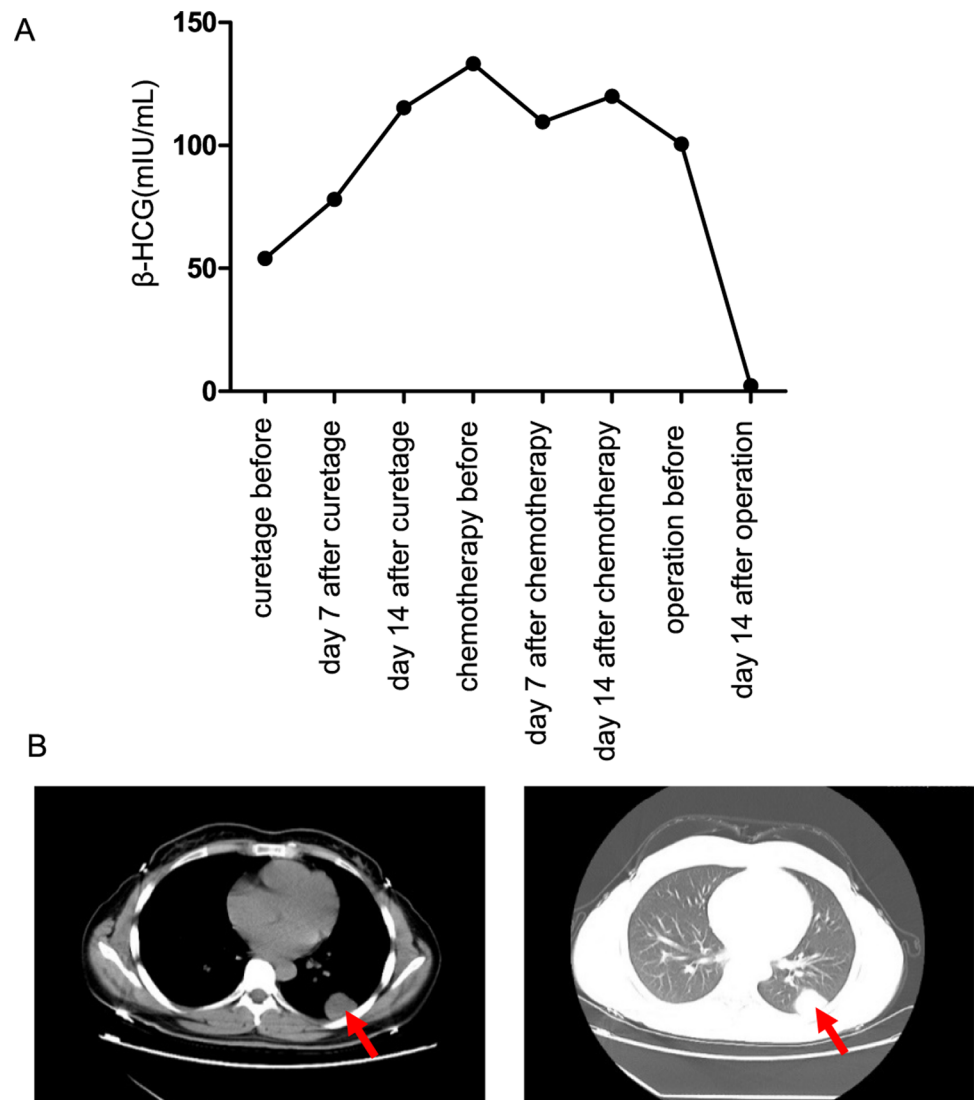 A
150
100
50
0
β-HCG(mIU/mL)
curetage before
day 7 after curetage
day 14 after curetage
chemotherapy before
day 7 after chemotherapy
day 14 after chemotherapy
operation before
day 14 after operation
B